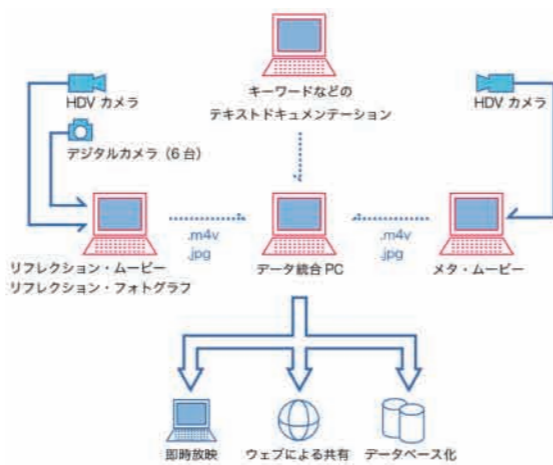 HDV カメラ
キーワードなどの
テキストドキュメンテーション
HDV カメラ
デジタルカメラ（6 台）
.m4v
.jpg
.m4v
.jpg
リフレクション・ムービー
リフレクション・フォトグラフ
データ統合 PC
メタ・ムービー
即時放映
ウェブによる共有
データベース化